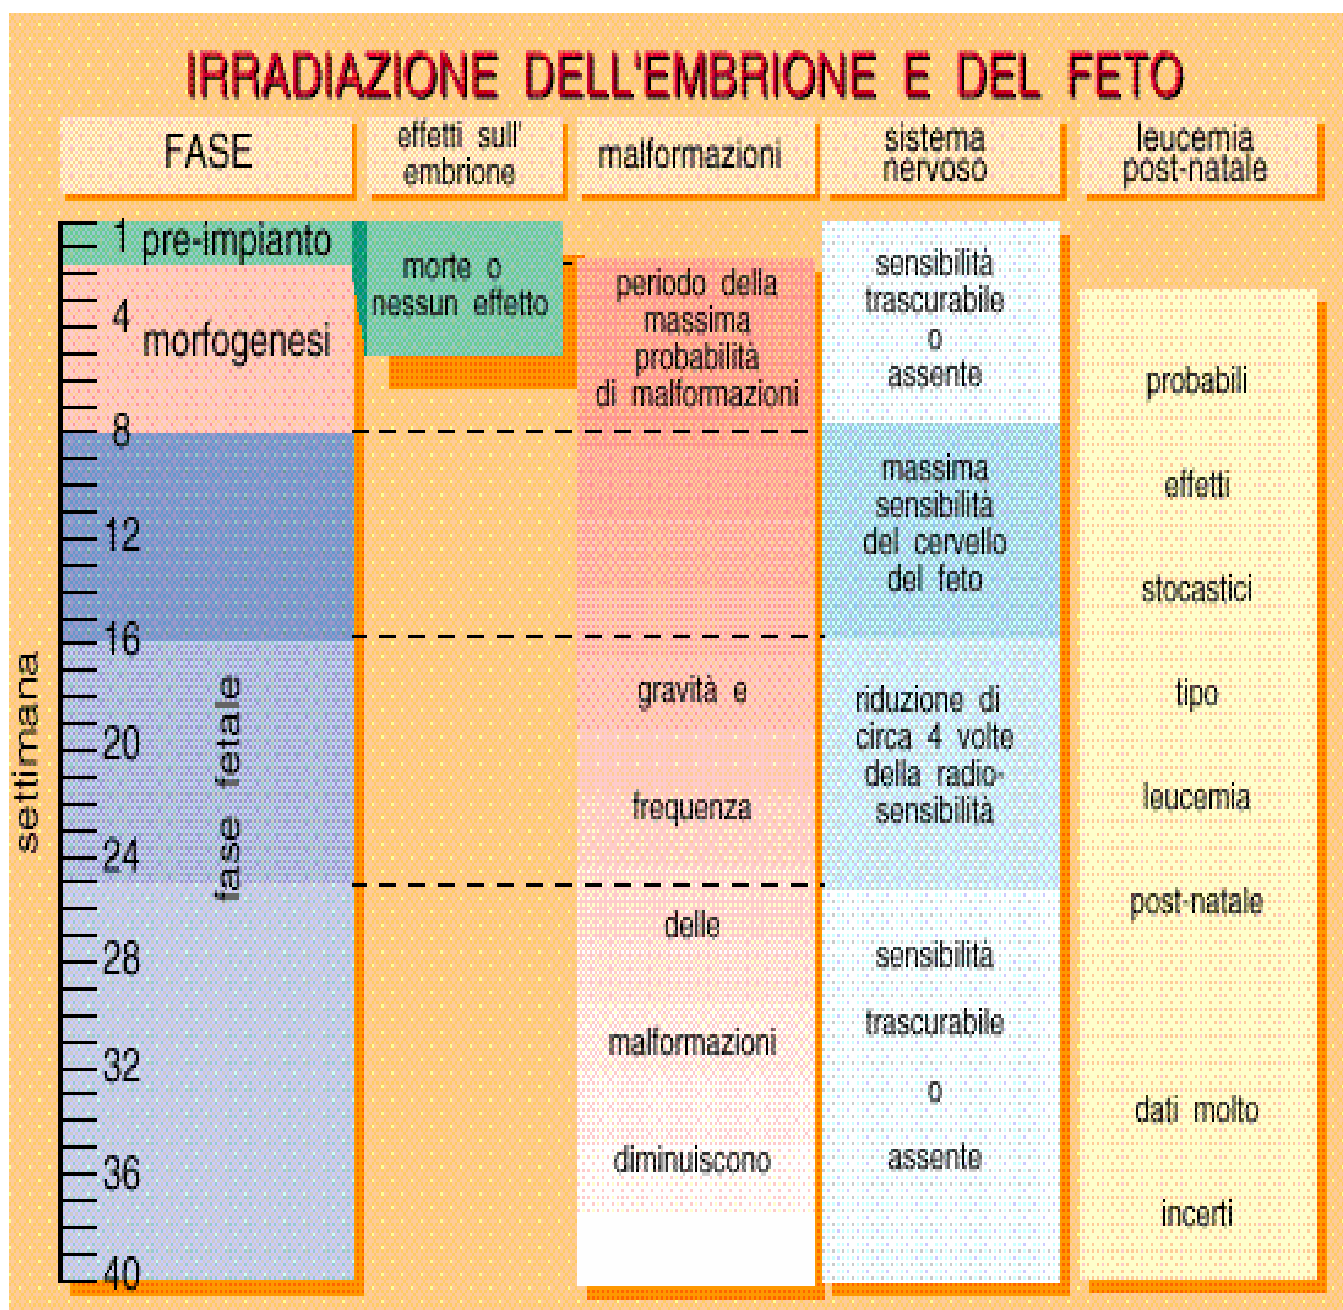 IRRADIAZIONE DELL'EMBRIONE E DEL FETO
FASE
effetti sull'
embrione
malformazioni
sistema
nervoso
leucemia
post-natale
settimana
1
4
8
12
16
20
24
28
32
36
40
pre-impianto
morfogenesi
fase fetale
morte o
nessun effetto
periodo della
massima
probabilità
di malformazioni
gravità e
frequenza
delle
malformazioni
diminuiscono
sensibilità
trascurabile
o
assente
massima
sensibilità
del cervello
del feto
riduzione di
circa 4 volte
della radio-
sensibilità
sensibilità
trascurabile
o
assente
probabili
effetti
stocastici
tipo
leucemia
post-natale
dati molto
incerti